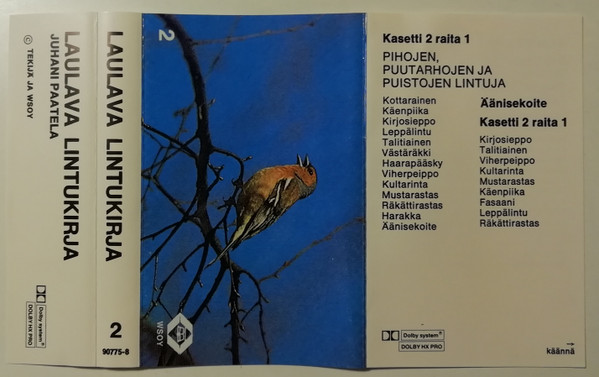 LAULAVA LINTUKIRJA
JUHANI PAATELA
© TEKIJÄ JA WSOY
Dolby system®
DOLBY HX PRO
LAULAVA LINTUKIRJA
2
90775-8
2
WSOY
Kasetti 2 raita 1
PIHOJEN,
PUUTARHOJEN JA
PUISTOJEN LINTUJA
Kottarainen
Käenpiika
Kirjosieppo
Leppälintu
Talitiainen
Västäräkki
Haarapääsky
Viherpeippo
Kultarinta
Mustarastas
Räkättirastas
Harakka
Äänisekoite
Äänisekoite
Kasetti 2 raita 1
Kirjosieppo
Talitiainen
Viherpeippo
Kultarinta
Mustarastas
Käenpiika
Fasaani
Leppälintu
Räkättirastas
Dolby system®
DOLBY HX PRO
→
käännä